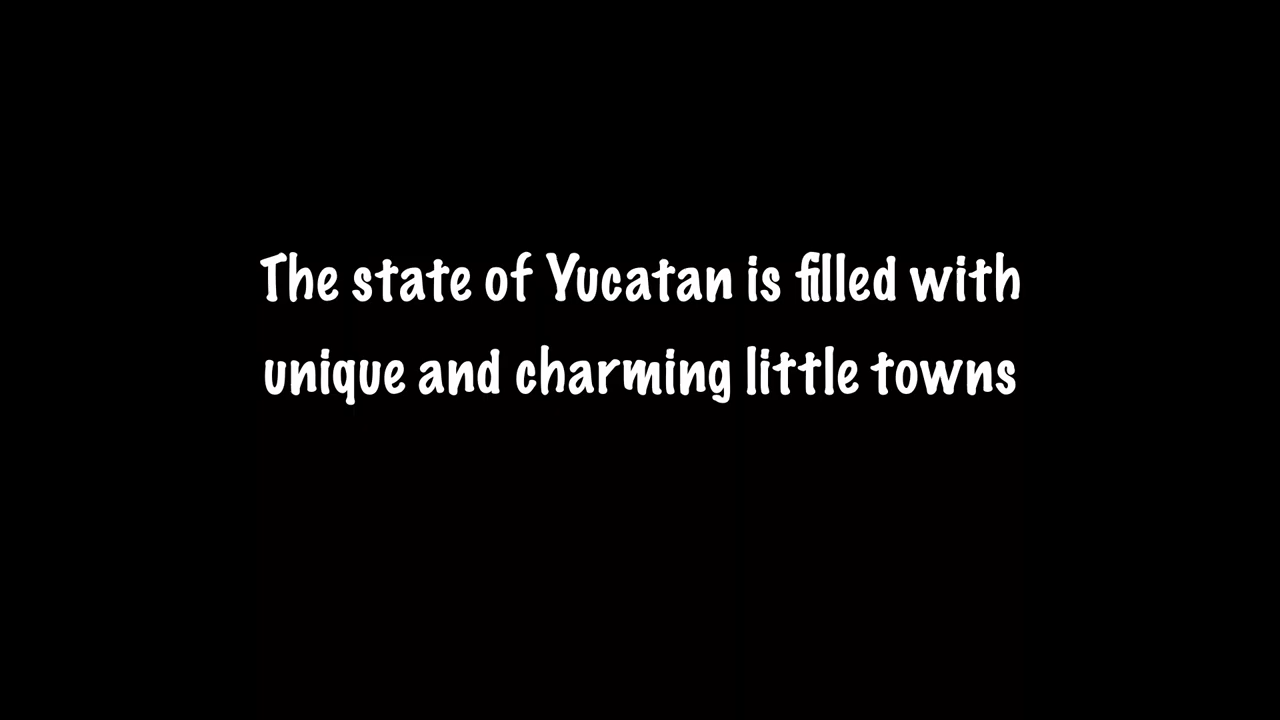 The state of Yucatan is filled with
unique and charming little towns